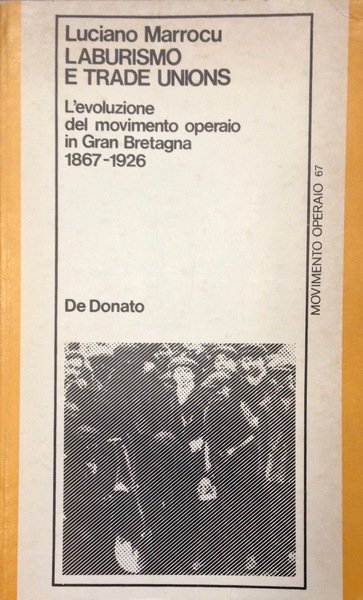 Luciano Marrocu
LABURISMO
E TRADE UNIONS
L'evoluzione
del movimento operaio
in Gran Bretagna
1867-1926
De Donato
MOVIMENTO OPERAIO 67